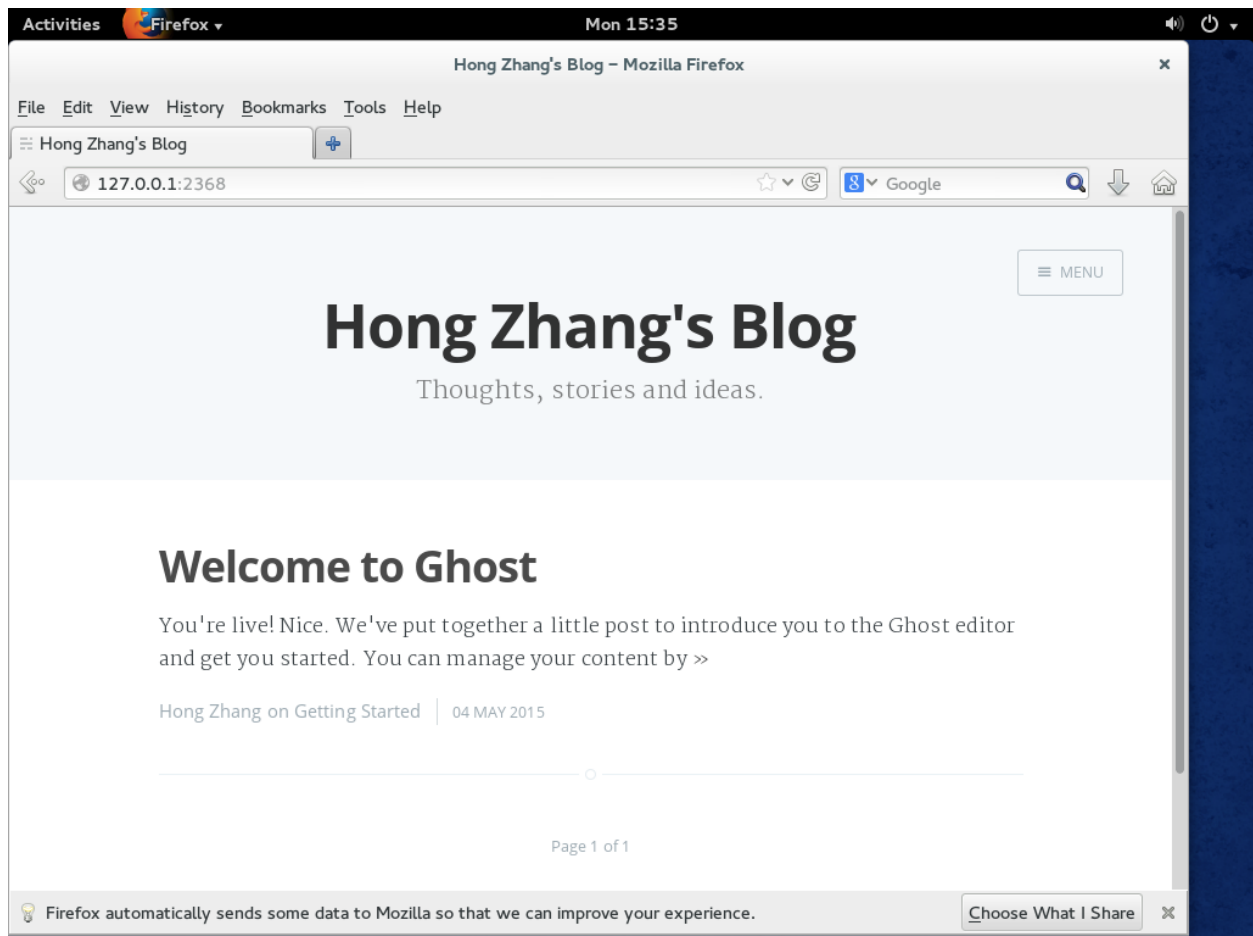 Activities Firefox Mon 15:35
Hong Zhang's Blog – Mozilla Firefox
File Edit View History Bookmarks Tools Help
Hong Zhang's Blog
127.0.0.1:2368 8 Google
MENU
Hong Zhang's Blog
Thoughts, stories and ideas.
Welcome to Ghost
You're live! Nice. We've put together a little post to introduce you to the Ghost editor
and get you started. You can manage your content by »
Hong Zhang on Getting Started 04 MAY 2015
Page 1 of 1
Firefox automatically sends some data to Mozilla so that we can improve your experience. Choose What I Share